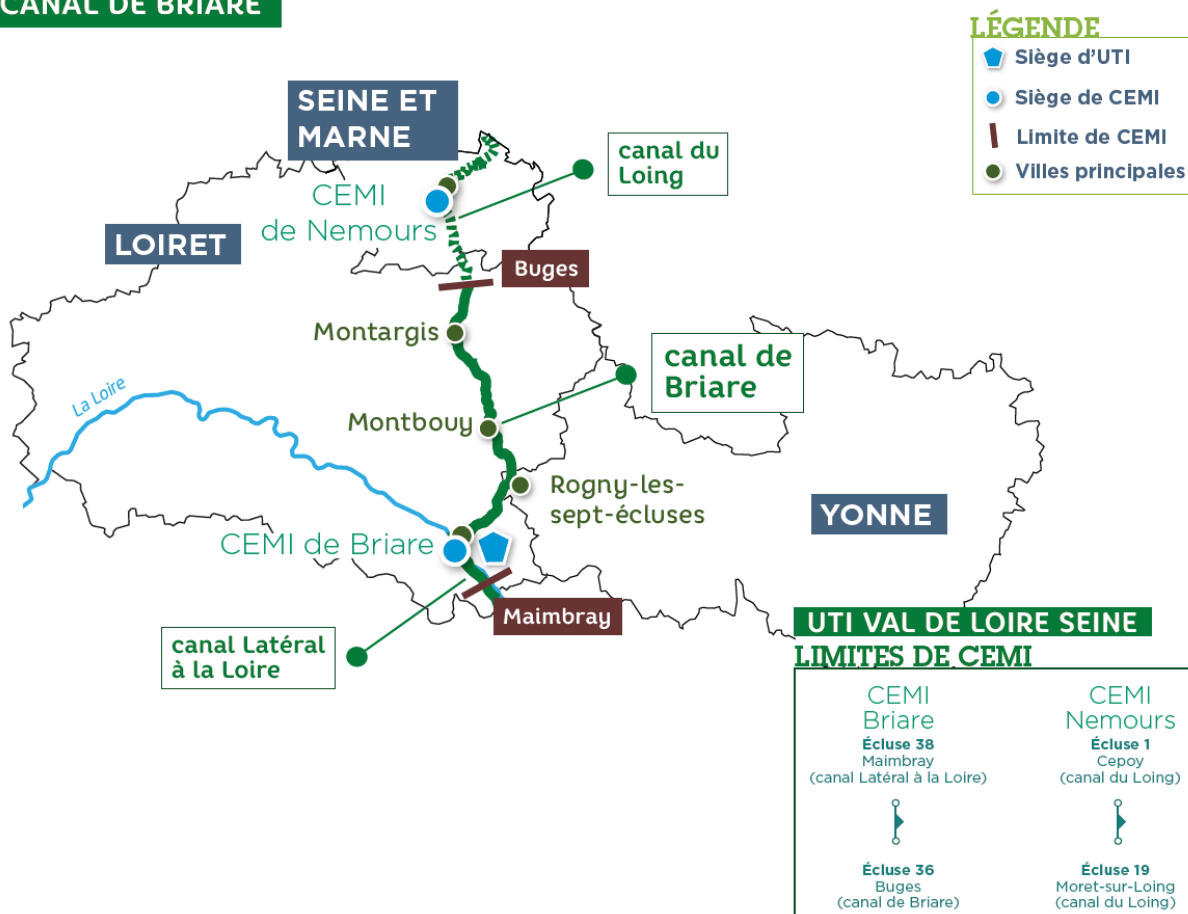 CANAL DE BRIARE
LÉGENDE
Siège d'UTI
Siège de CEMI
Limite de CEMI
Villes principales
SEINE ET
MARNE
canal du
Loing
CEMI
de Nemours
LOIRET
Buges
Montargis
canal de
Briare
La Loire
Montbouy
Rogny-les-
sept-écluses
YONNE
CEMI de Briare
Maimbray
canal Latéral
à la Loire
UTI VAL DE LOIRE SEINE
LIMITES DE CEMI
CEMI
Briare
Écluse 38
Maimbray
(canal Latéral à la Loire)
Écluse 36
Buges
(canal de Briare)
CEMI
Nemours
Écluse 1
Cepoy
(canal du Loing)
Écluse 19
Moret-sur-Loing
(canal du Loing)